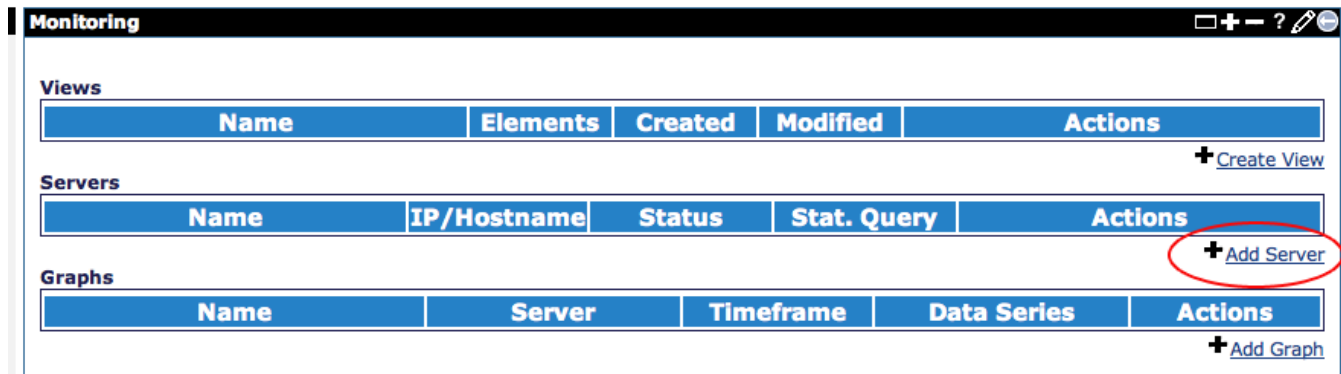 Monitoring ?
Views
Name Elements Created Modified Actions
Create View
Servers
Name IP/Hostname Status Stat. Query Actions
Add Server
Graphs
Name Server Timeframe Data Series Actions
Add Graph